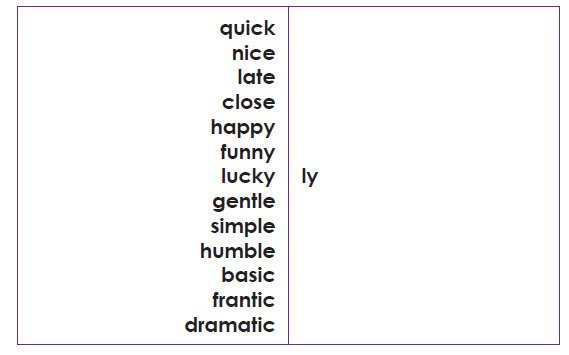 quick
nice
late
close
happy
funny
lucky ly
gentle
simple
humble
basic
frantic
dramatic